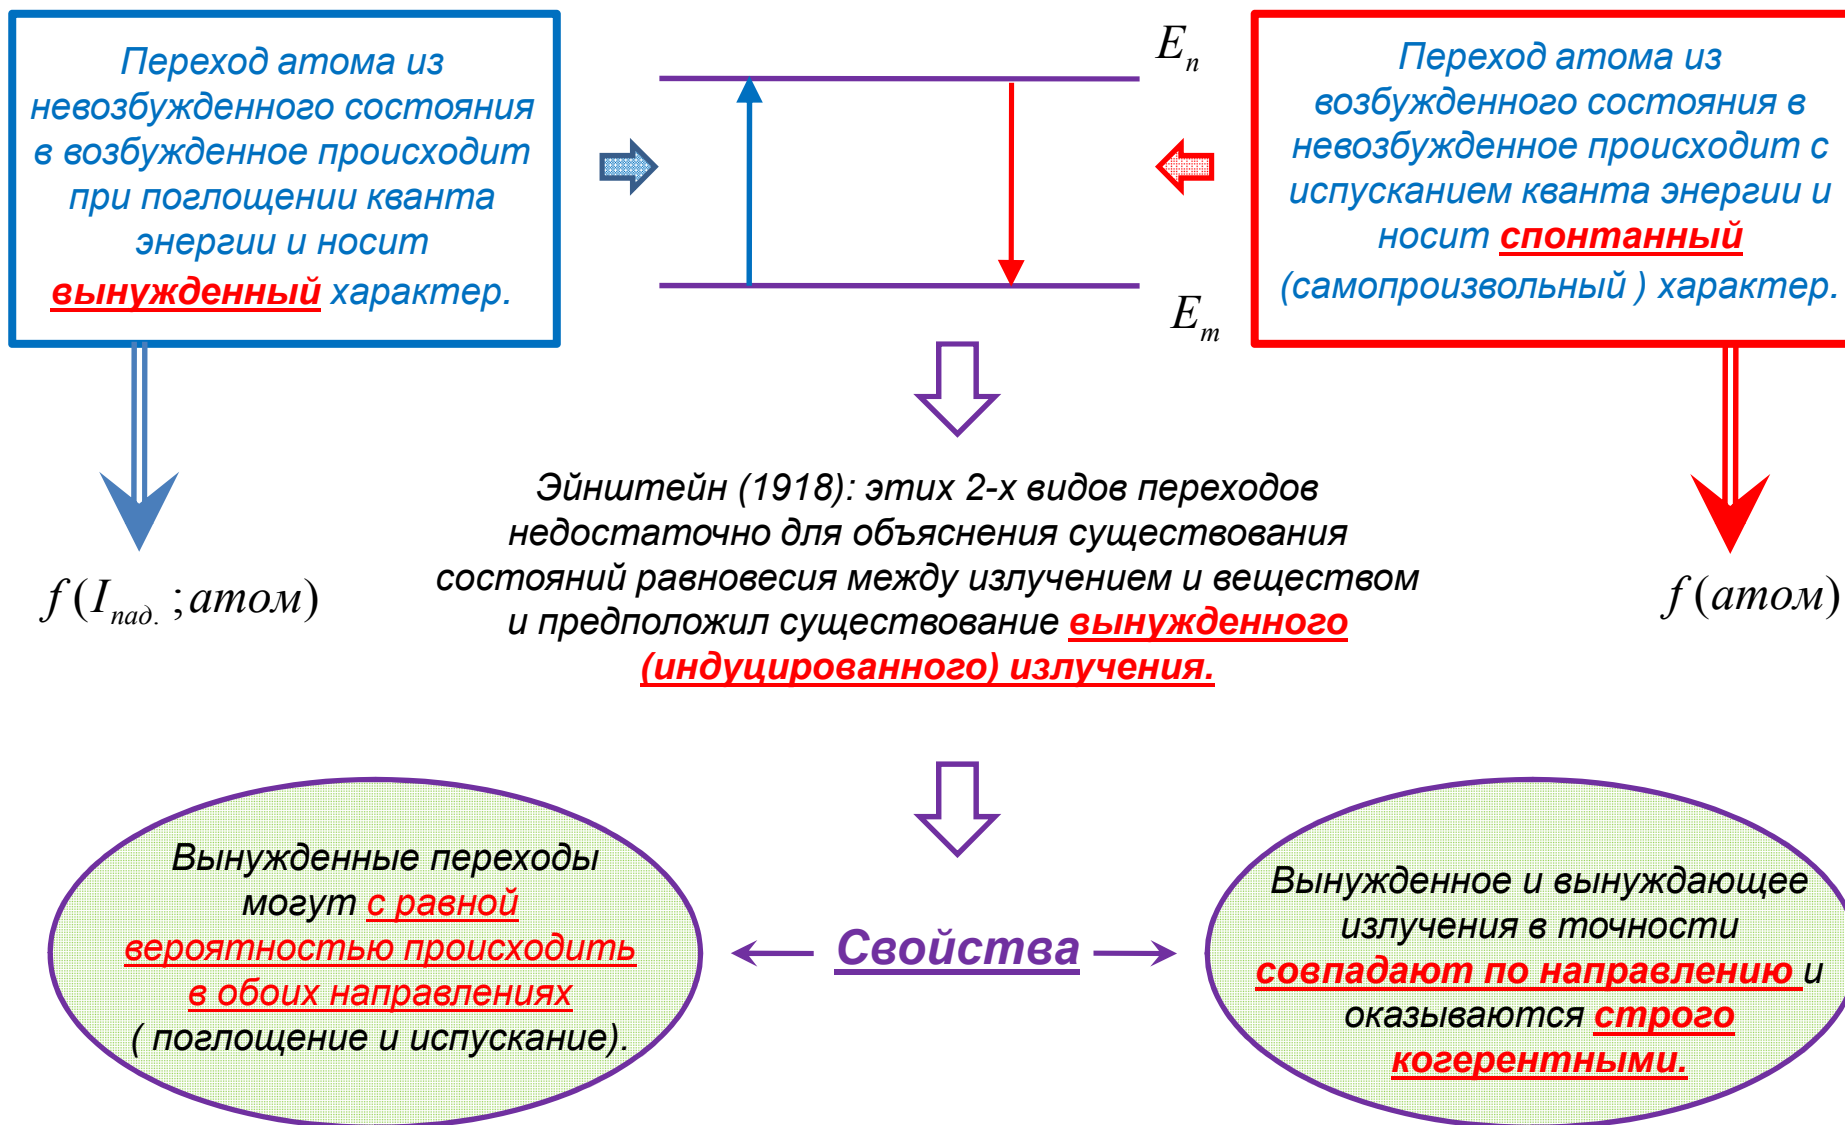 Переход атома из
невозбужденного состояния
в возбужденное происходит
при поглощении кванта
энергии и носит
вынужденный характер.
E_n
E_m
Переход атома из
возбужденного состояния в
невозбужденное происходит с
испусканием кванта энергии и
носит спонтанный
(самопроизвольный ) характер.
f (I_пад. ; атом)
Эйнштейн (1918): этих 2-х видов переходов
недостаточно для объяснения существования
состояний равновесия между излучением и веществом
и предположил существование вынужденного
(индуцированного) излучения.
f (атом)
Вынужденные переходы
могут с равной
вероятностью происходить
в обоих направлениях
( поглощение и испускание).
Свойства
Вынужденное и вынуждающее
излучения в точности
совпадают по направлению и
оказываются строго
когерентными.